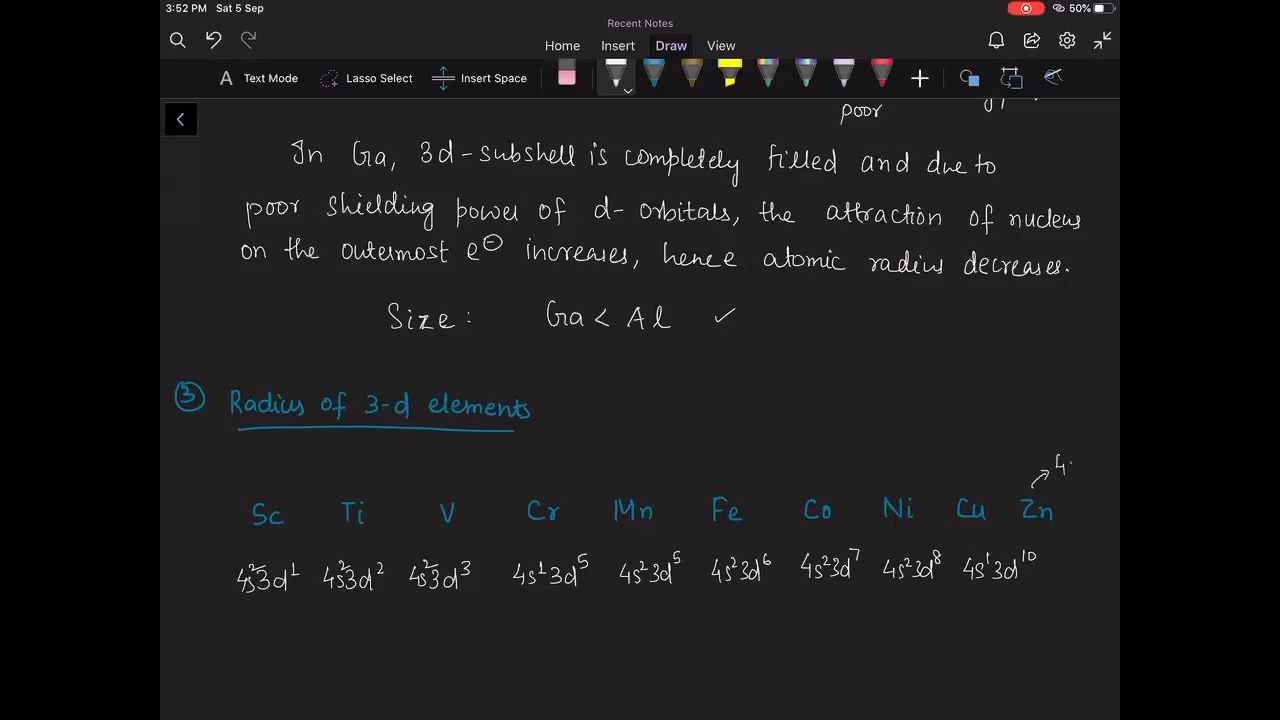 3:52 PM Sat 5 Sep
50%
Recent Notes
Home Insert Draw View
A Text Mode Lasso Select Insert Space
poor
In Ga, 3d-subshell is completely filled and due to
poor shielding power of d-orbitals, the attraction of nucleus
on the outermost e⊖ increases, hence atomic radius decreases.
Size: Ga < Al ✓
③ Radius of 3-d elements
4
Sc Ti V Cr Mn Fe Co Ni Cu Zn
4s²3d¹ 4s²3d² 4s²3d³ 4s¹3d⁵ 4s²3d⁵ 4s²3d⁶ 4s²3d⁷ 4s²3d⁸ 4s¹3d¹⁰